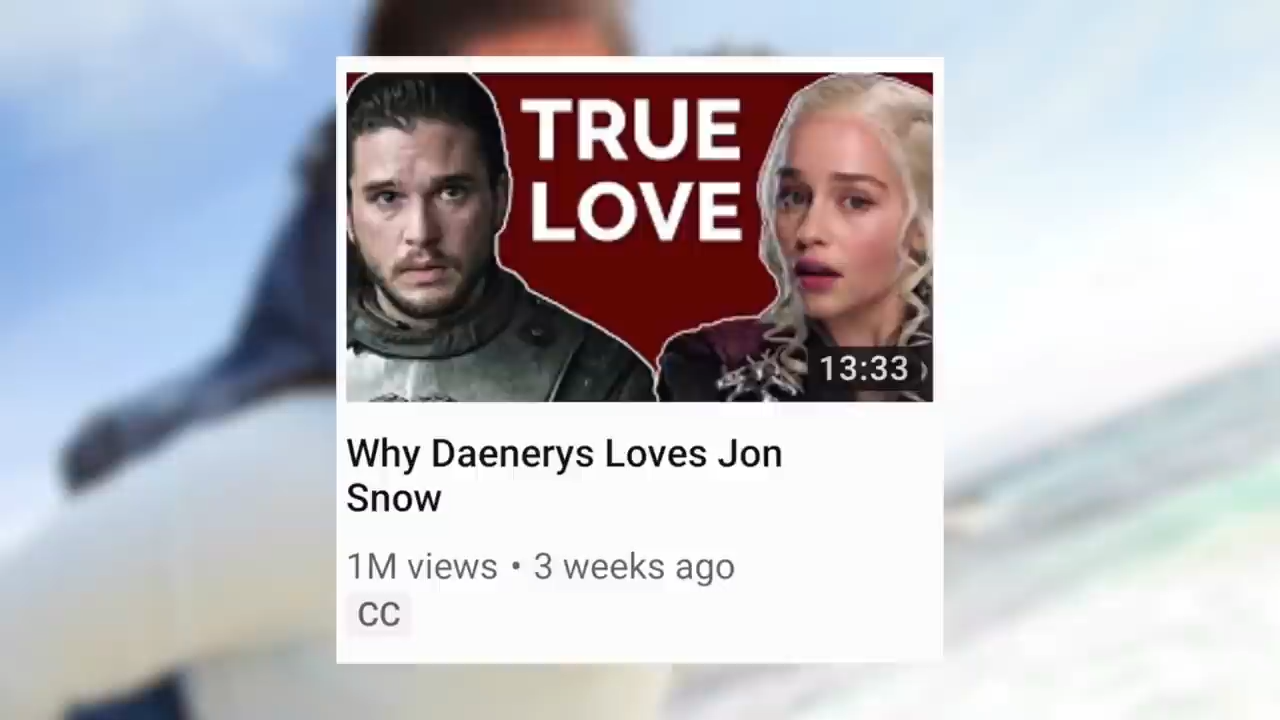 TRUE
LOVE
13:33
Why Daenerys Loves Jon
Snow
1M views • 3 weeks ago
CC